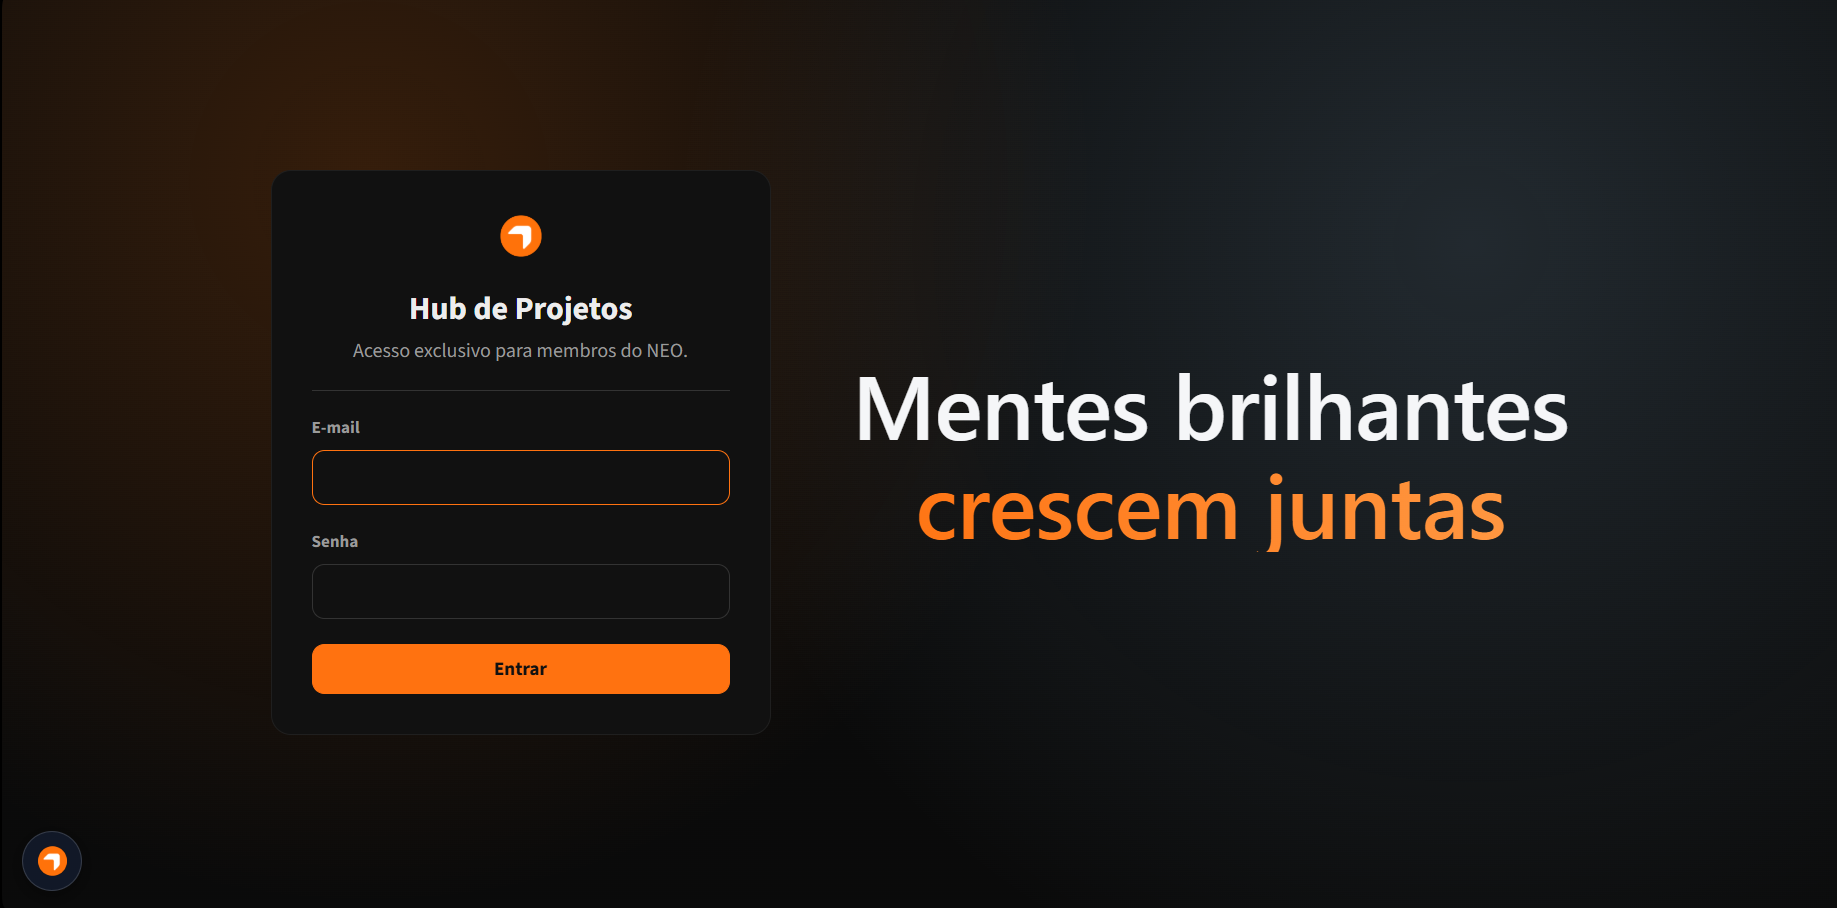 Hub de Projetos
Acesso exclusivo para membros do NEO.
E-mail
Senha
Entrar
Mentes brilhantes
crescem juntas